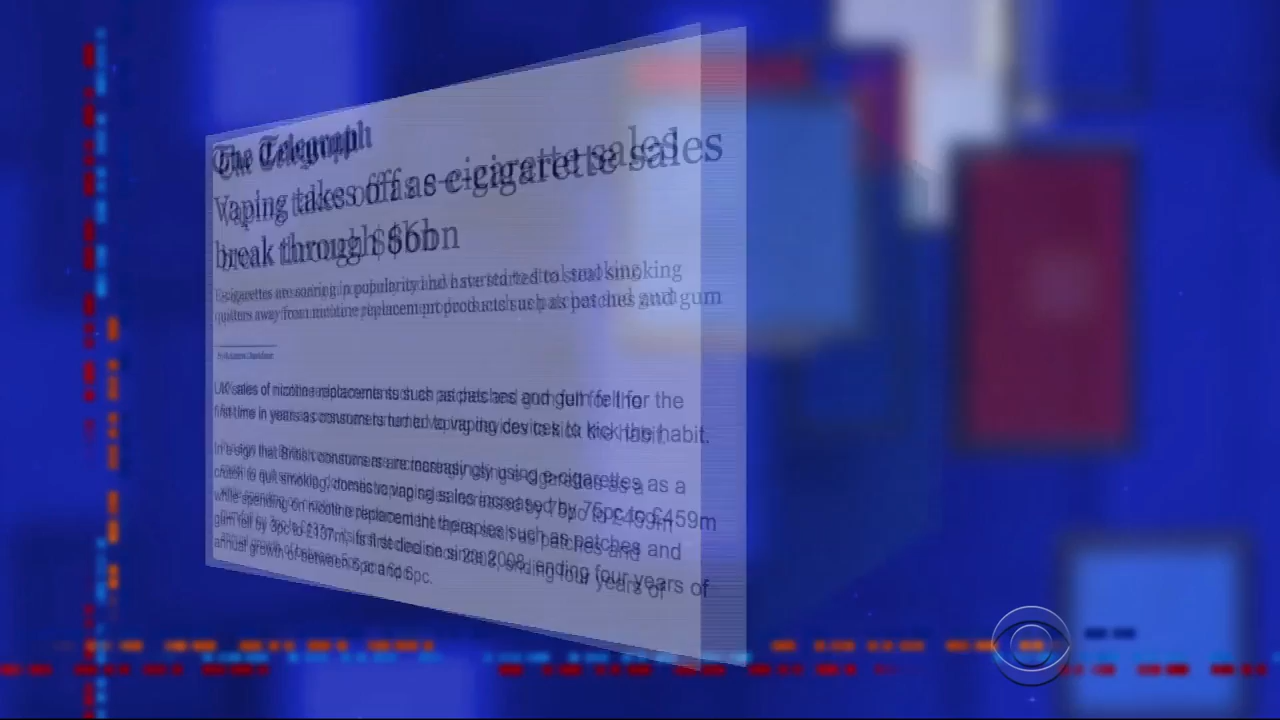 The Telegraph
Vaping takes off as e-cigarette sales
break through $6bn
E-cigarettes are soaring in popularity and have started to steal smoking
quitters away from nicotine replacement products such as patches and gum
UK sales of nicotine replacements such as patches and gum fell for the
first time in years as consumers turned to vaping devices to kick the habit.
In a sign that British consumers are increasingly using e-cigarettes as a
crutch to quit smoking, domestic vaping sales increased by 75pc to £459m
while spending on nicotine replacement therapies such as patches and
gum fell by 3pc to £137m, its first decline since 2008, ending four years of
annual growth of between 5pc and 6pc.